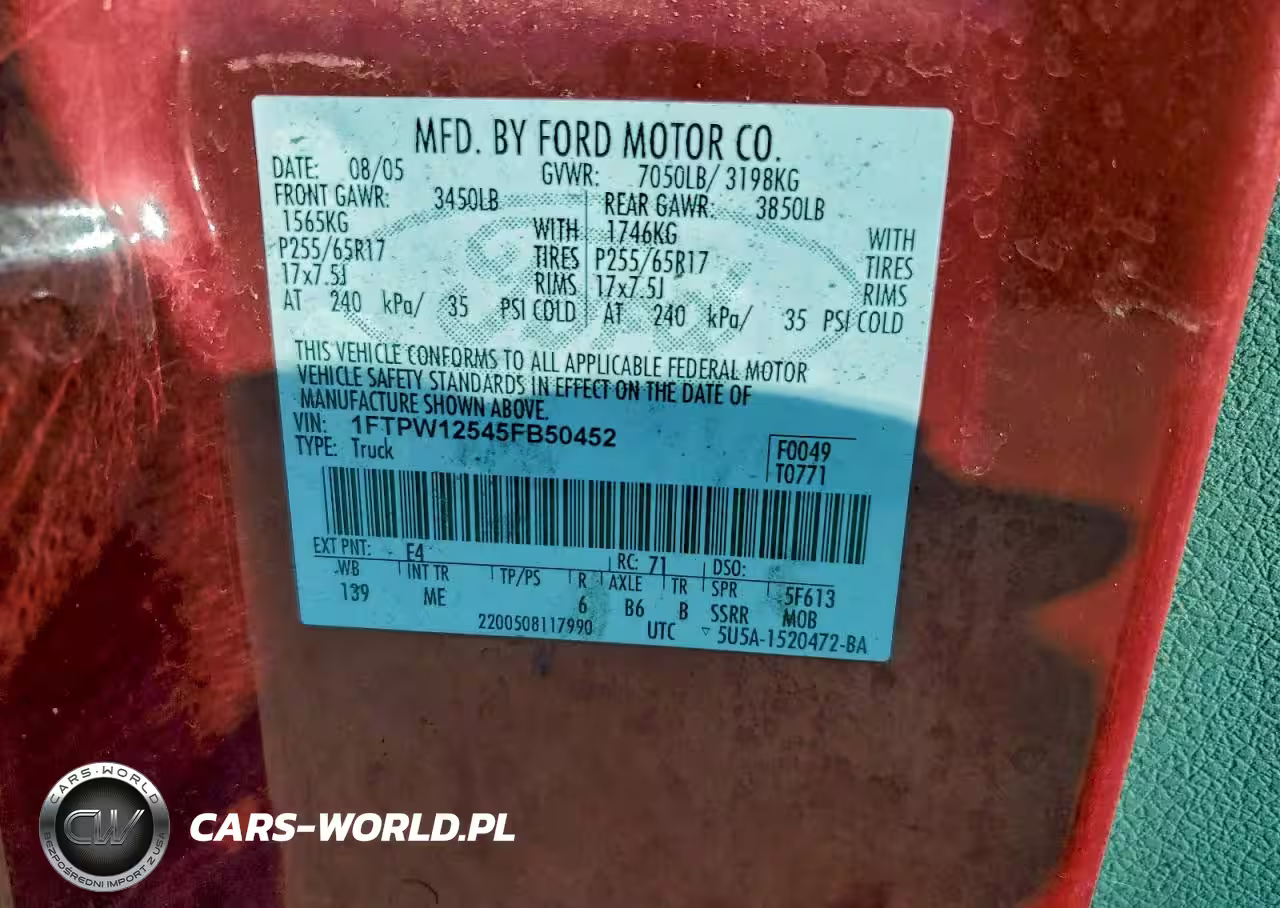 MFD. BY FORD MOTOR CO.
DATE: 08/05 GVWR: 7050LB/ 3198KG
FRONT GAWR: 3450LB REAR GAWR: 3850LB
1565KG WITH 1746KG WITH
P255/65R17 TIRES P255/65R17 TIRES
17x7.5J RIMS 17x7.5J RIMS
AT 240 kPa/ 35 PSI COLD AT 240 kPa/ 35 PSI COLD
THIS VEHICLE CONFORMS TO ALL APPLICABLE FEDERAL MOTOR
VEHICLE SAFETY STANDARDS IN EFFECT ON THE DATE OF
MANUFACTURE SHOWN ABOVE.
VIN: 1FTPW12545FB50452
TYPE: Truck
F0049
T0771
EXT PNT: E4 RC: 71 DSO:
WB INT TR TP/PS R AXLE TR SPR 5F613
139 ME 6 B6 B SSRR MOB
2200508117990 UTC ▽ 5U5A-1520472-BA
CARS-WORLD
CW
BEZPOŚREDNI IMPORT Z USA
CARS-WORLD.PL